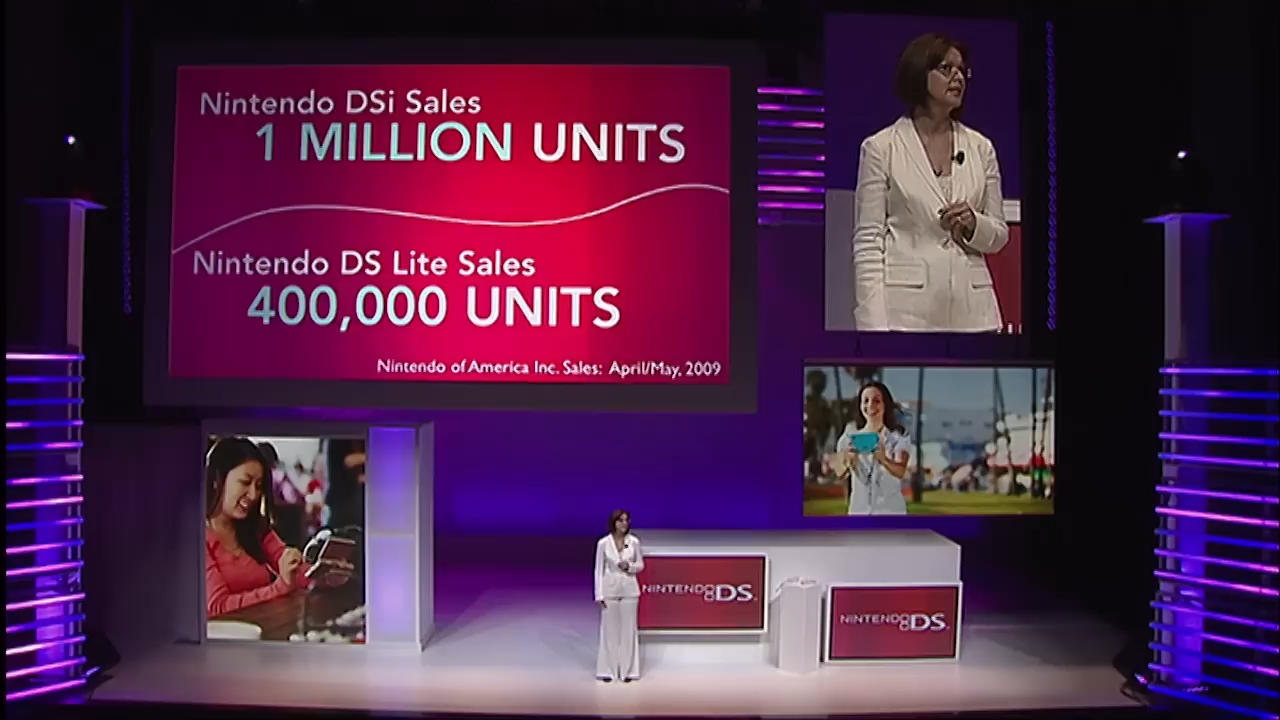 Nintendo DSi Sales
1 MILLION UNITS
Nintendo DS Lite Sales
400,000 UNITS
Nintendo of America Inc. Sales: April/May, 2009
NINTENDO DS
NINTENDO DS